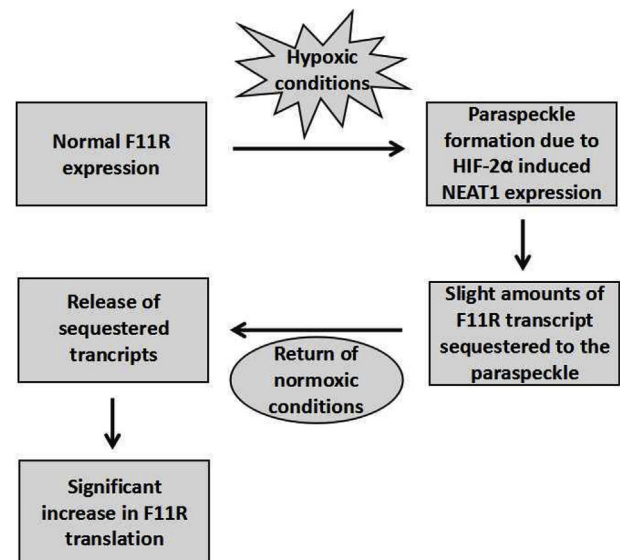 Hypoxic
conditions
Normal F11R
expression
Paraspeckle
formation due to
HIF-2α induced
NEAT1 expression
Slight amounts of
F11R transcript
sequestered to the
paraspeckle
Return of
normoxic
conditions
Release of
sequestered
trancripts
Significant
increase in F11R
translation